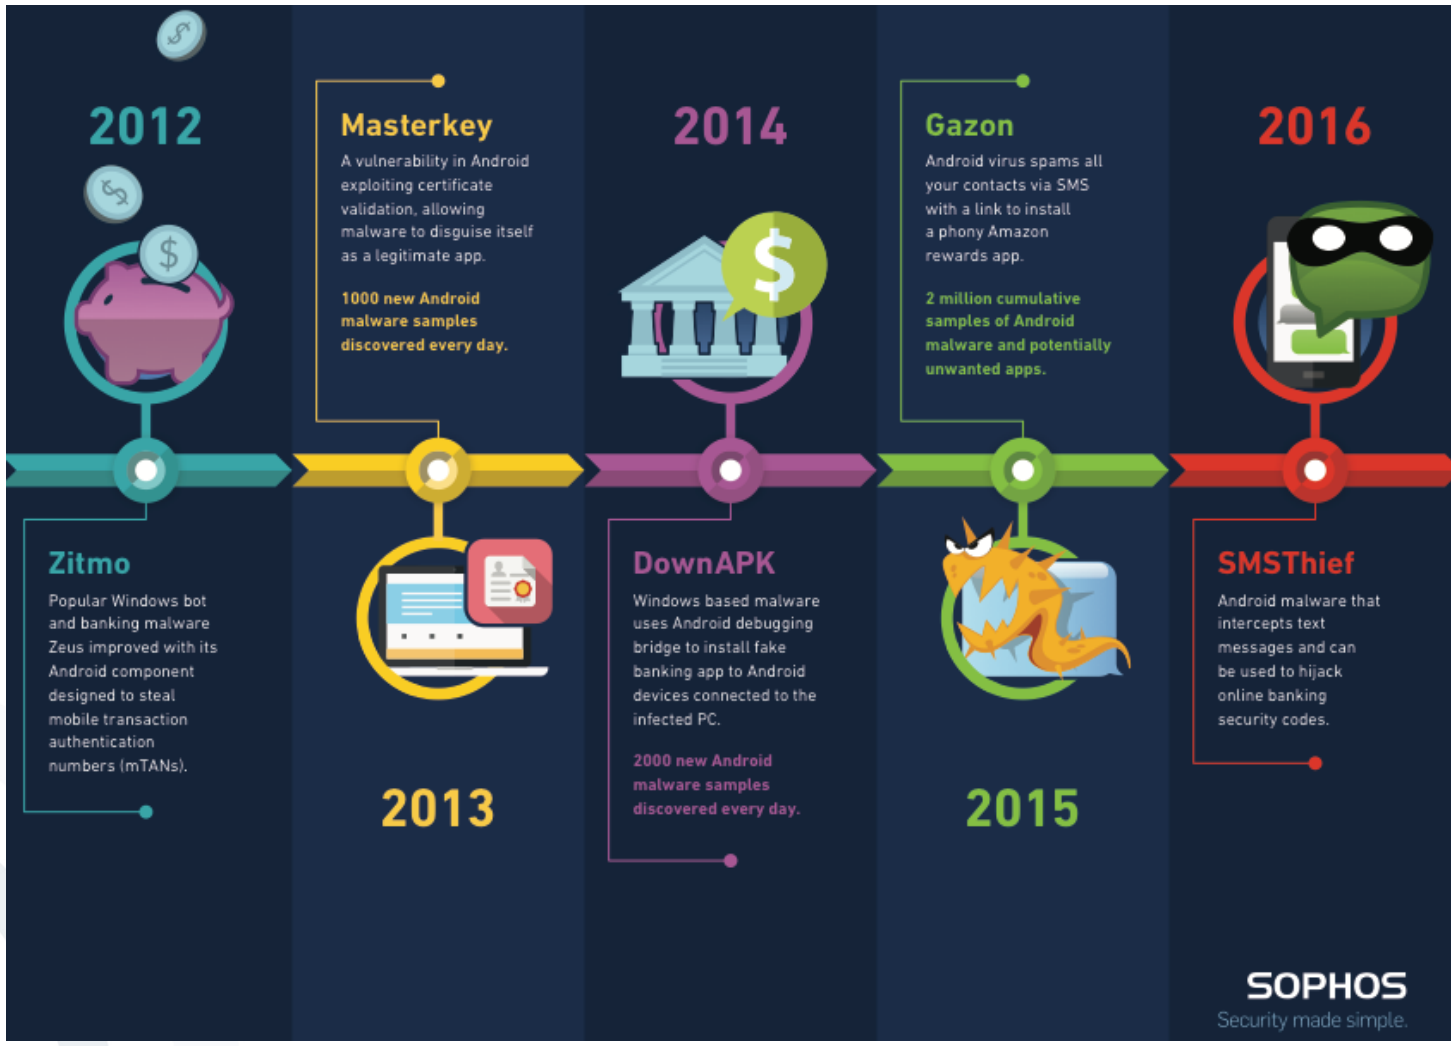 2012
Zitmo
Popular Windows bot
and banking malware
Zeus improved with its
Android component
designed to steal
mobile transaction
authentication
numbers (mTANs).
Masterkey
A vulnerability in Android
exploiting certificate
validation, allowing
malware to disguise itself
as a legitimate app.
1000 new Android
malware samples
discovered every day.
2013
2014
$
DownAPK
Windows based malware
uses Android debugging
bridge to install fake
banking app to Android
devices connected to the
infected PC.
2000 new Android
malware samples
discovered every day.
Gazon
Android virus spams all
your contacts via SMS
with a link to install
a phony Amazon
rewards app.
2 million cumulative
samples of Android
malware and potentially
unwanted apps.
2015
2016
SMSThief
Android malware that
intercepts text
messages and can
be used to hijack
online banking
security codes.
SOPHOS
Security made simple.